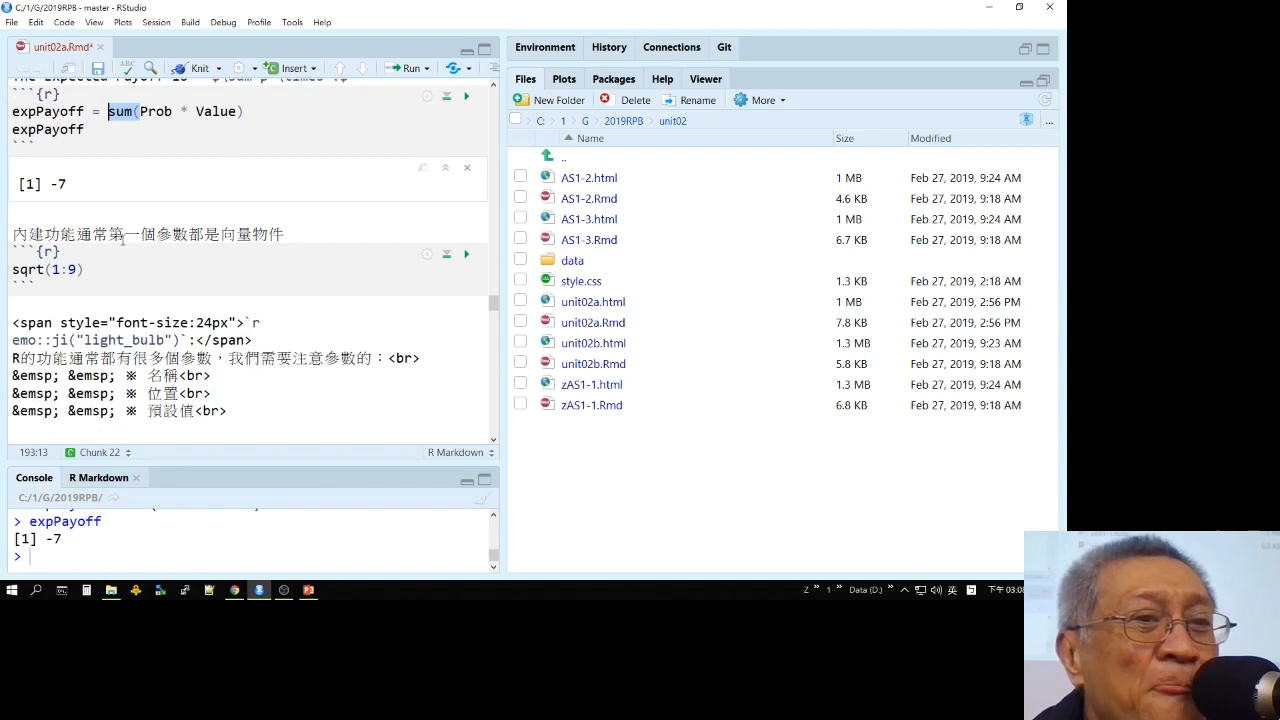 C:/1/G/2019RPB - master - RStudio
File Edit Code View Plots Session Build Debug Profile Tools Help
unit02a.Rmd*
ABC Knit Insert Run
```{r}
expPayoff = sum(Prob * Value)
expPayoff
```
[1] -7
內建功能通常第一個參數都是向量物件
```{r}
sqrt(1:9)
```
<span style="font-size:24px">`r
emo::ji("light_bulb")`:</span>
R的功能通常都有很多個參數，我們需要注意參數的：<br>
&emsp; &emsp; ※ 名稱<br>
&emsp; &emsp; ※ 位置<br>
&emsp; &emsp; ※ 預設值<br>
193:13 Chunk 22 R Markdown
Console R Markdown
C:/1/G/2019RPB/
> expPayoff
[1] -7
>
Environment History Connections Git
Files Plots Packages Help Viewer
New Folder Delete Rename More
C: 1 G 2019RPB unit02 ...
Name Size Modified
..
AS1-2.html 1 MB Feb 27, 2019, 9:24 AM
AS1-2.Rmd 4.6 KB Feb 27, 2019, 9:18 AM
AS1-3.html 1 MB Feb 27, 2019, 9:24 AM
AS1-3.Rmd 6.7 KB Feb 27, 2019, 9:18 AM
data
style.css 1.3 KB Feb 27, 2019, 2:18 AM
unit02a.html 1 MB Feb 27, 2019, 2:56 PM
unit02a.Rmd 7.8 KB Feb 27, 2019, 2:56 PM
unit02b.html 1.3 MB Feb 27, 2019, 9:23 AM
unit02b.Rmd 5.8 KB Feb 27, 2019, 9:18 AM
zAS1-1.html 1.3 MB Feb 27, 2019, 9:24 AM
zAS1-1.Rmd 6.8 KB Feb 27, 2019, 9:18 AM
Z » 1 » Data (D:) » 英 下午 03:08